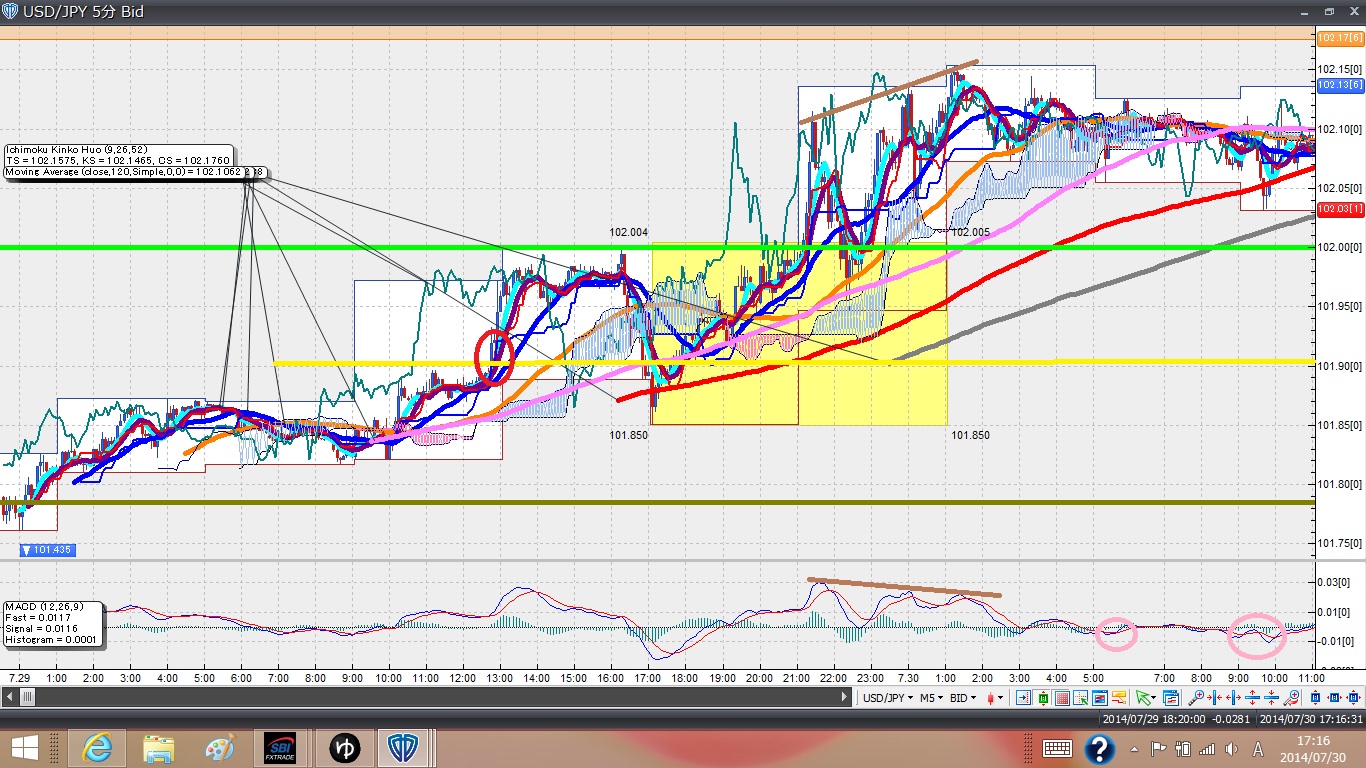 USD/JPY 5分 Bid
102.17[6]
102.15[0]
102.13[6]
102.10[0]
Ichimoku Kinko Huo (9,26,52)
TS = 102.1575, KS = 102.1465, CS = 102.1760
Moving Average (close,120,Simple,0,0) = 102.1062
102.05[0]
102.03[1]
102.004
102.005
102.00[0]
101.95[0]
101.90[0]
101.850
101.850
101.85[0]
101.80[0]
101.435
101.75[0]
0.03[0]
MACD (12,26,9)
Fast = 0.0117
Signal = 0.0116
Histogram = 0.0001
0.01[0]
-0.01[0]
7.29 1:00 2:00 3:00 4:00 5:00 6:00 7:00 8:00 9:00 10:00 11:00 12:00 13:00 14:00 15:00 16:00 17:00 18:00 19:00 20:00 21:00 22:00 23:00 7.30 1:00 2:00 3:00 4:00 5:00 7:00 8:00 9:00 10:00 11:00
USD/JPY M5 BID
2014/07/29 18:20:00 -0.0281 2014/07/30 17:16:31
SBI
FXTRADE
ゆ
A
17:16
2014/07/30